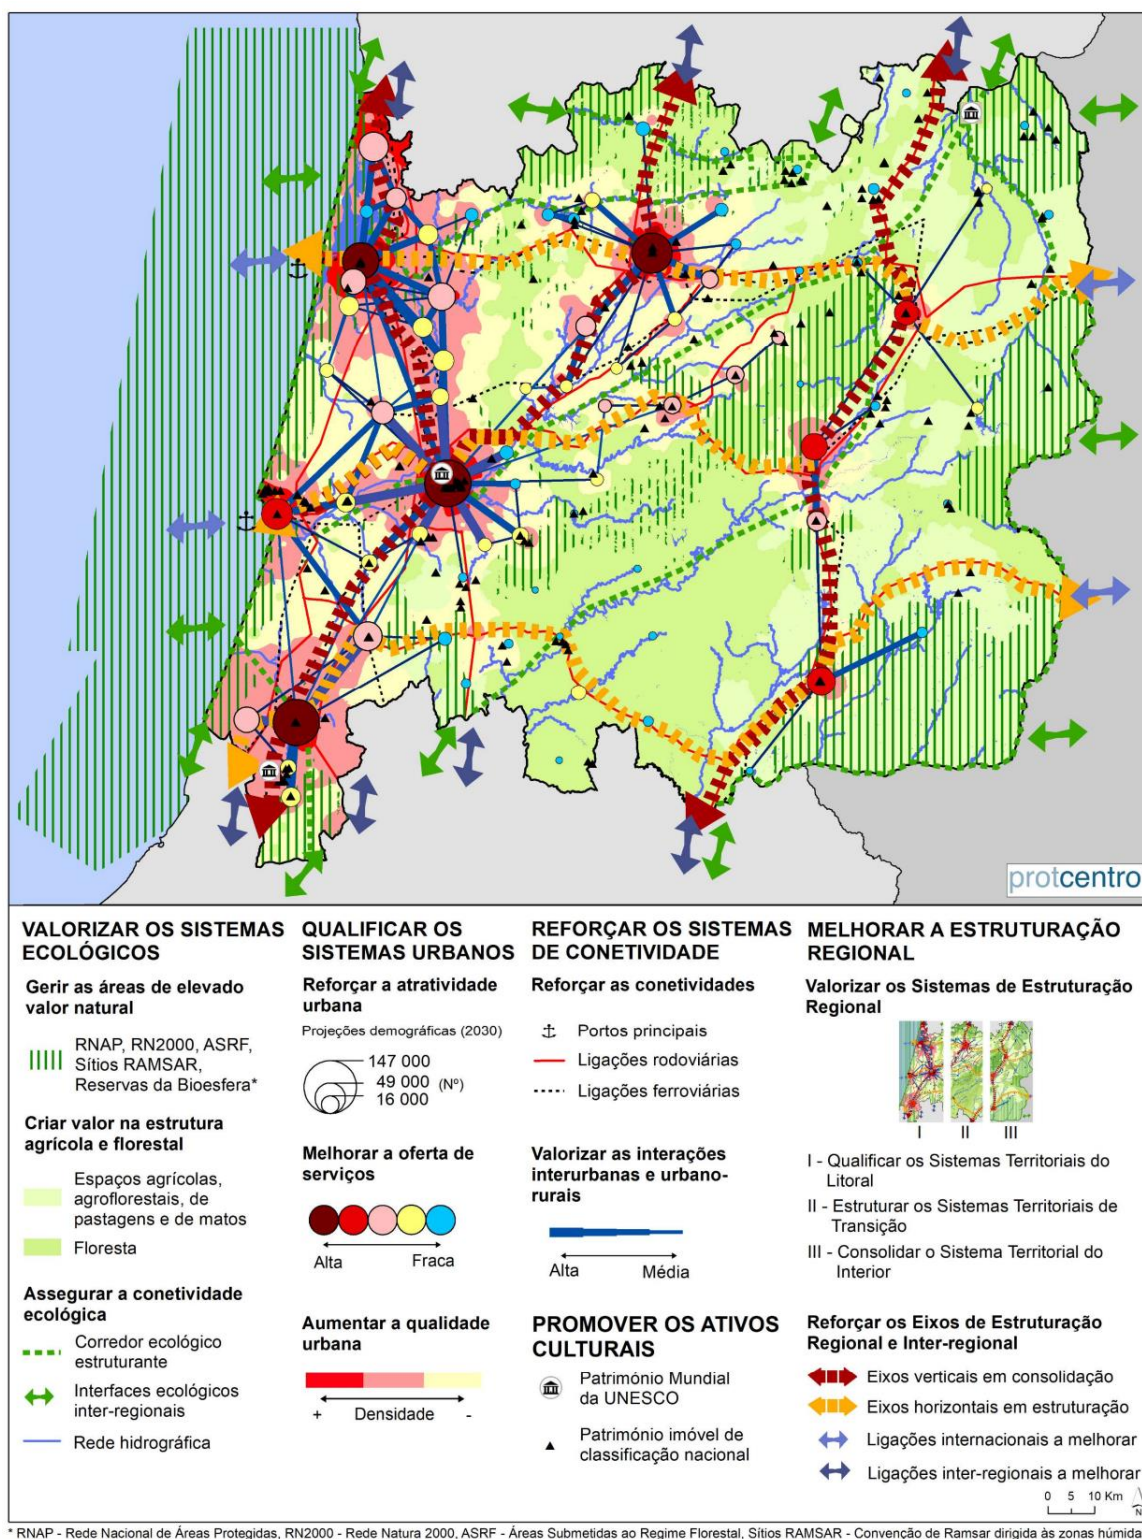 protcentro
VALORIZAR OS SISTEMAS
ECOLÓGICOS
Gerir as áreas de elevado
valor natural
RNAP, RN2000, ASRF,
Sítios RAMSAR,
Reservas da Bioesfera*
Criar valor na estrutura
agrícola e florestal
Espaços agrícolas,
agroflorestais, de
pastagens e de matos
Floresta
Assegurar a conetividade
ecológica
Corredor ecológico
estruturante
Interfaces ecológicos
inter-regionais
Rede hidrográfica
QUALIFICAR OS
SISTEMAS URBANOS
Reforçar a atratividade
urbana
Projeções demográficas (2030)
147 000
49 000 (Nº)
16 000
Melhorar a oferta de
serviços
Alta Fraca
Aumentar a qualidade
urbana
+ Densidade -
REFORÇAR OS SISTEMAS
DE CONETIVIDADE
Reforçar as conetividades
Portos principais
Ligações rodoviárias
Ligações ferroviárias
Valorizar as interações
interurbanas e urbano-
rurais
Alta Média
PROMOVER OS ATIVOS
CULTURAIS
Património Mundial
da UNESCO
Património imóvel de
classificação nacional
MELHORAR A ESTRUTURAÇÃO
REGIONAL
Valorizar os Sistemas de Estruturação
Regional
I II III
I - Qualificar os Sistemas Territoriais do
Litoral
II - Estruturar os Sistemas Territoriais de
Transição
III - Consolidar o Sistema Territorial do
Interior
Reforçar os Eixos de Estruturação
Regional e Inter-regional
Eixos verticais em consolidação
Eixos horizontais em estruturação
Ligações internacionais a melhorar
Ligações inter-regionais a melhorar
0 5 10 Km
N
* RNAP - Rede Nacional de Áreas Protegidas, RN2000 - Rede Natura 2000, ASRF - Áreas Submetidas ao Regime Florestal, Sítios RAMSAR - Convenção de Ramsar dirigida às zonas húmida